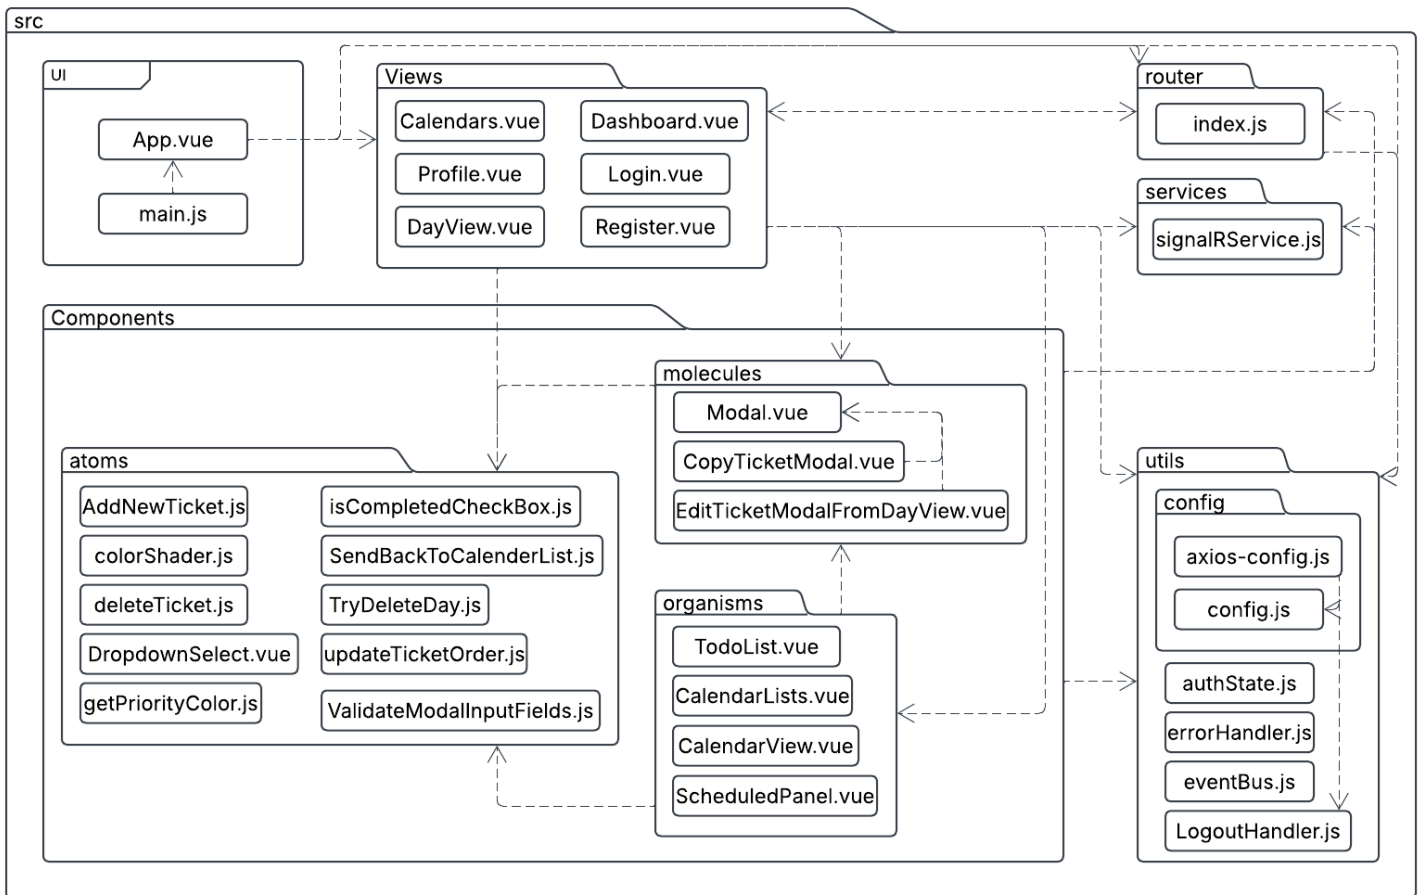 src
UI
App.vue
main.js
Views
Calendars.vue
Dashboard.vue
Profile.vue
Login.vue
DayView.vue
Register.vue
router
index.js
services
signalRService.js
Components
molecules
Modal.vue
CopyTicketModal.vue
EditTicketModalFromDayView.vue
atoms
AddNewTicket.js
isCompletedCheckBox.js
colorShader.js
SendBackToCalenderList.js
deleteTicket.js
TryDeleteDay.js
DropdownSelect.vue
updateTicketOrder.js
getPriorityColor.js
ValidateModalInputFields.js
organisms
TodoList.vue
CalendarLists.vue
CalendarView.vue
ScheduledPanel.vue
utils
config
axios-config.js
config.js
authState.js
errorHandler.js
eventBus.js
LogoutHandler.js